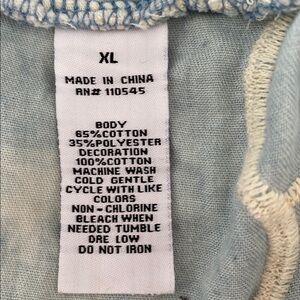 XL
MADE IN CHINA
RN# 110545
BODY
65%COTTON
35%POLYESTER
DECORATION
100%COTTON
MACHINE WASH
COLD GENTLE
CYCLE WITH LIKE
COLORS
NON - CHLORINE
BLEACH WHEN
NEEDED TUMBLE
DRE LOW
DO NOT IRON